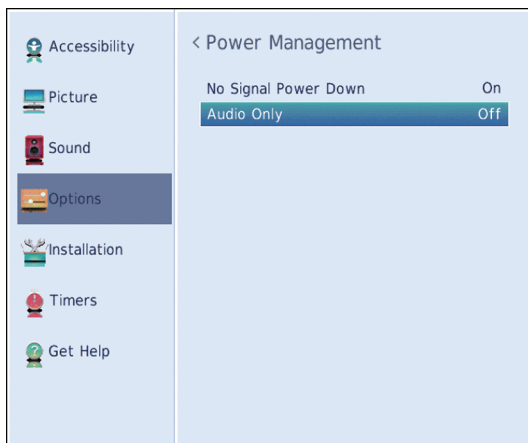 Accessibility
Picture
Sound
Options
Installation
Timers
Get Help
< Power Management
No Signal Power Down On
Audio Only Off